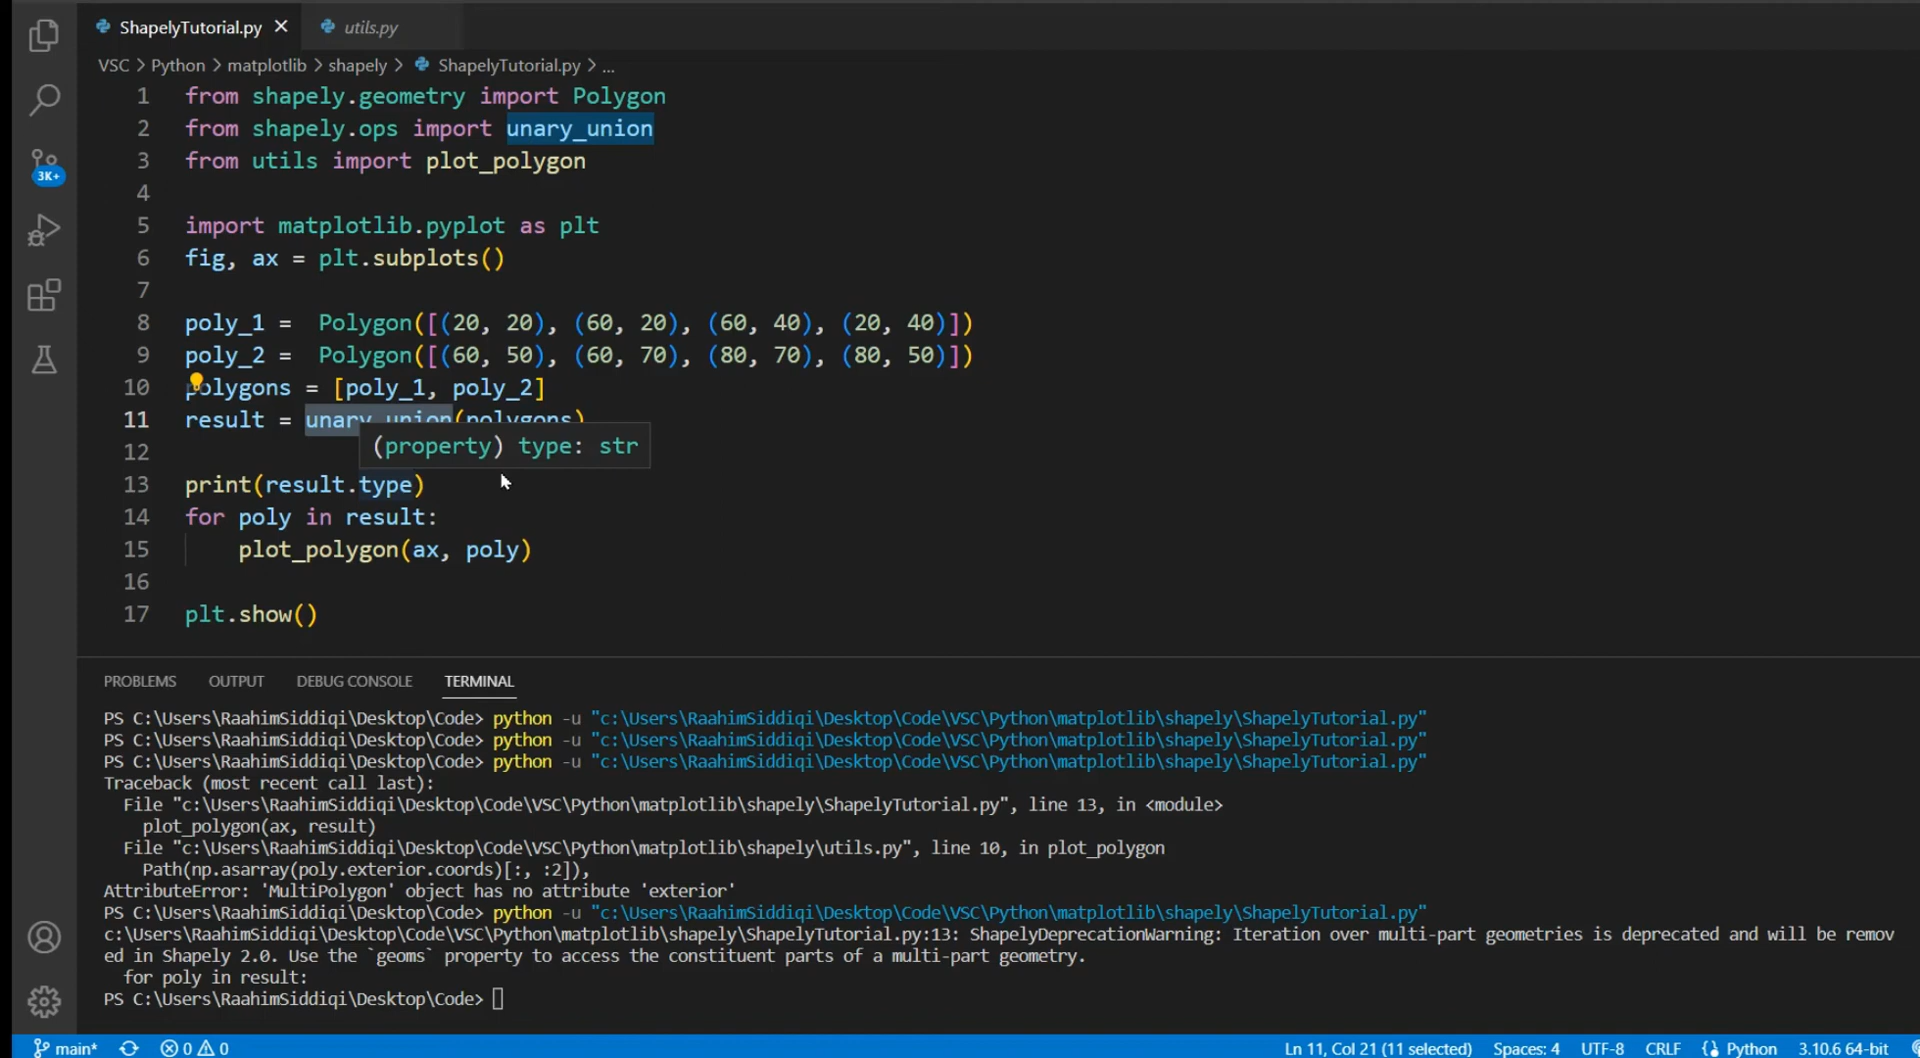 ShapelyTutorial.py × utils.py
VSC > Python > matplotlib > shapely > ShapelyTutorial.py > ...
1 from shapely.geometry import Polygon
2 from shapely.ops import unary_union
3 from utils import plot_polygon
4
5 import matplotlib.pyplot as plt
6 fig, ax = plt.subplots()
7
8 poly_1 =  Polygon([(20, 20), (60, 20), (60, 40), (20, 40)])
9 poly_2 =  Polygon([(60, 50), (60, 70), (80, 70), (80, 50)])
10 polygons = [poly_1, poly_2]
11 result = unary_union(polygons)
(property) type: str
12
13 print(result.type)
14 for poly in result:
15     plot_polygon(ax, poly)
16
17 plt.show()
3K+
PROBLEMS OUTPUT DEBUG CONSOLE TERMINAL
PS C:\Users\RaahimSiddiqi\Desktop\Code> python -u "c:\Users\RaahimSiddiqi\Desktop\Code\VSC\Python\matplotlib\shapely\ShapelyTutorial.py"
PS C:\Users\RaahimSiddiqi\Desktop\Code> python -u "c:\Users\RaahimSiddiqi\Desktop\Code\VSC\Python\matplotlib\shapely\ShapelyTutorial.py"
PS C:\Users\RaahimSiddiqi\Desktop\Code> python -u "c:\Users\RaahimSiddiqi\Desktop\Code\VSC\Python\matplotlib\shapely\ShapelyTutorial.py"
Traceback (most recent call last):
  File "c:\Users\RaahimSiddiqi\Desktop\Code\VSC\Python\matplotlib\shapely\ShapelyTutorial.py", line 13, in <module>
    plot_polygon(ax, result)
  File "c:\Users\RaahimSiddiqi\Desktop\Code\VSC\Python\matplotlib\shapely\utils.py", line 10, in plot_polygon
    Path(np.asarray(poly.exterior.coords)[:, :2]),
AttributeError: 'MultiPolygon' object has no attribute 'exterior'
PS C:\Users\RaahimSiddiqi\Desktop\Code> python -u "c:\Users\RaahimSiddiqi\Desktop\Code\VSC\Python\matplotlib\shapely\ShapelyTutorial.py"
c:\Users\RaahimSiddiqi\Desktop\Code\VSC\Python\matplotlib\shapely\ShapelyTutorial.py:13: ShapelyDeprecationWarning: Iteration over multi-part geometries is deprecated and will be remov
ed in Shapely 2.0. Use the `geoms` property to access the constituent parts of a multi-part geometry.
  for poly in result:
PS C:\Users\RaahimSiddiqi\Desktop\Code>
main* 0 0 Ln 11, Col 21 (11 selected) Spaces: 4 UTF-8 CRLF Python 3.10.6 64-bit